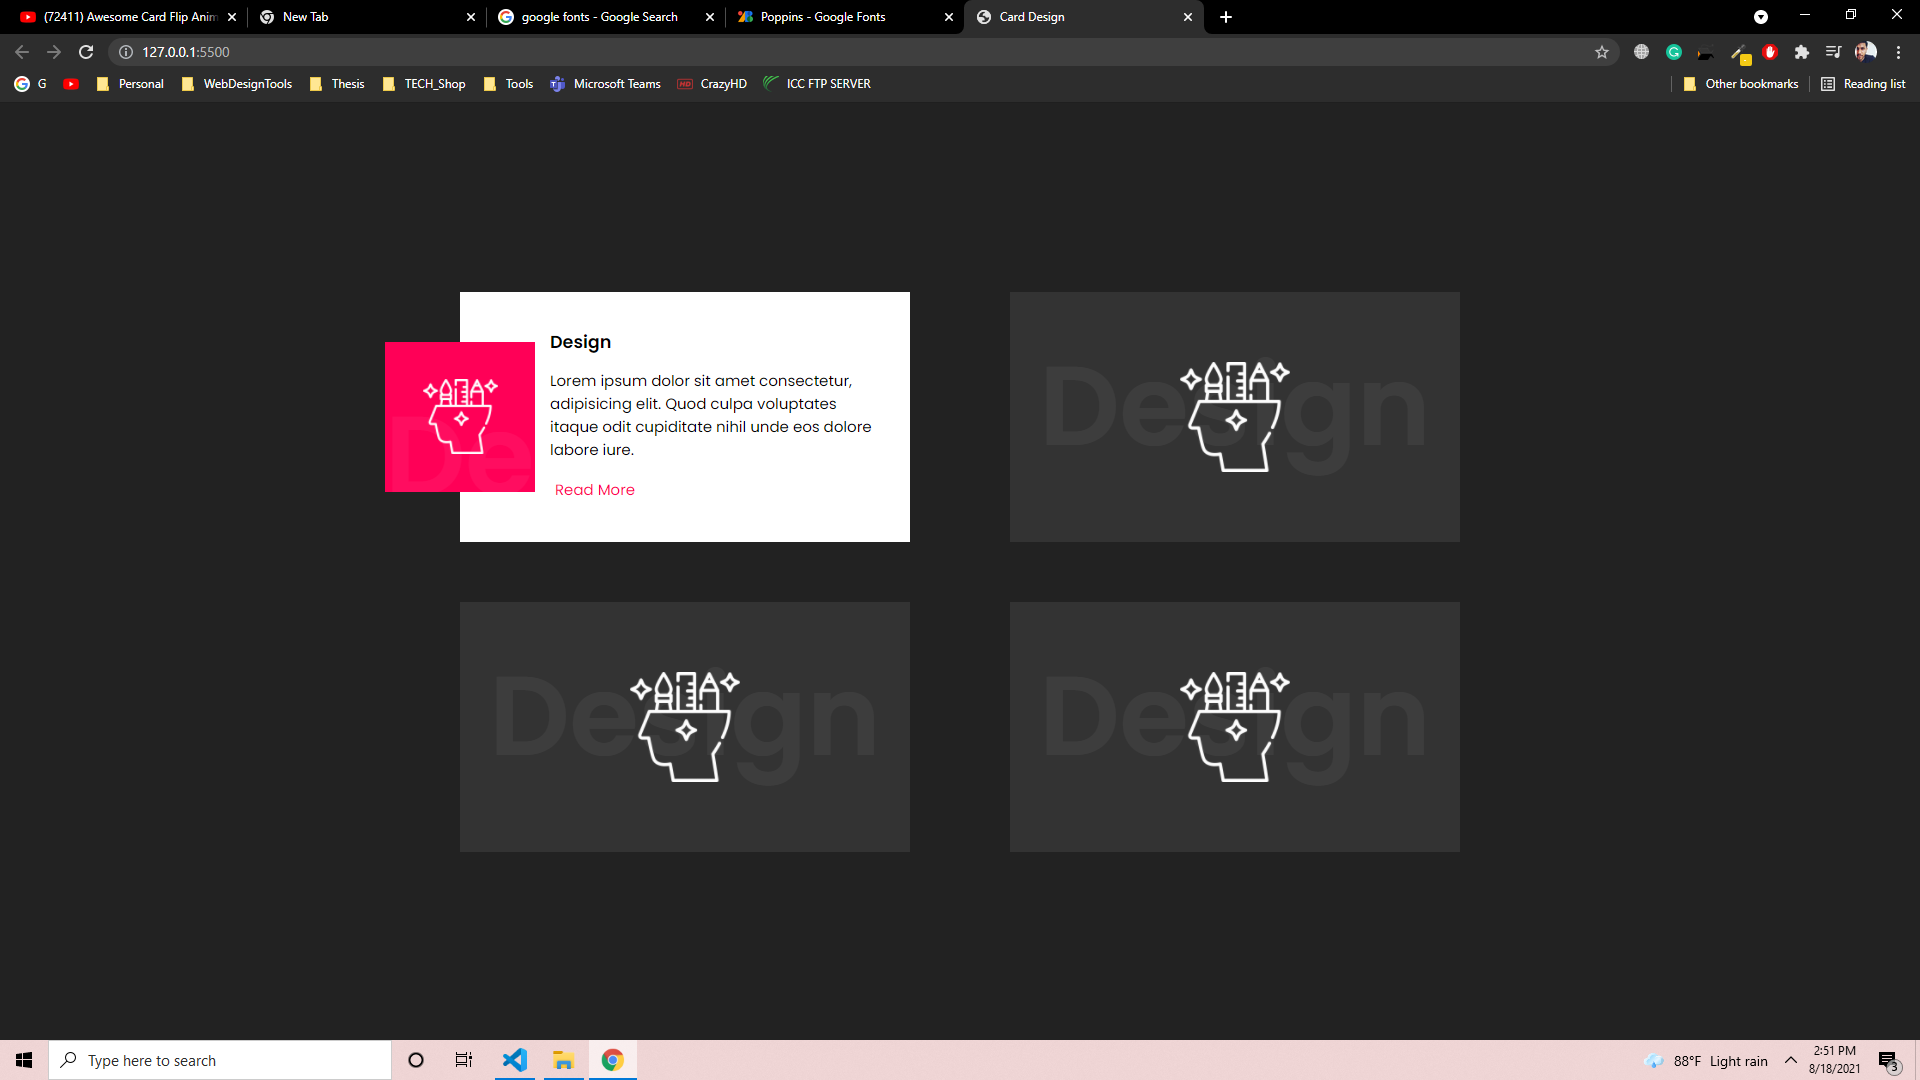 (72411) Awesome Card Flip Anim
New Tab
google fonts - Google Search
Poppins - Google Fonts
Card Design
127.0.0.1:5500
G
Personal
WebDesignTools
Thesis
TECH_Shop
Tools
Microsoft Teams
HD
CrazyHD
ICC FTP SERVER
Other bookmarks
Reading list
Design
Lorem ipsum dolor sit amet consectetur,
adipisicing elit. Quod culpa voluptates
itaque odit cupiditate nihil unde eos dolore
labore iure.
Read More
De
Design
Design
Design
Type here to search
88°F Light rain
2:51 PM
8/18/2021
3